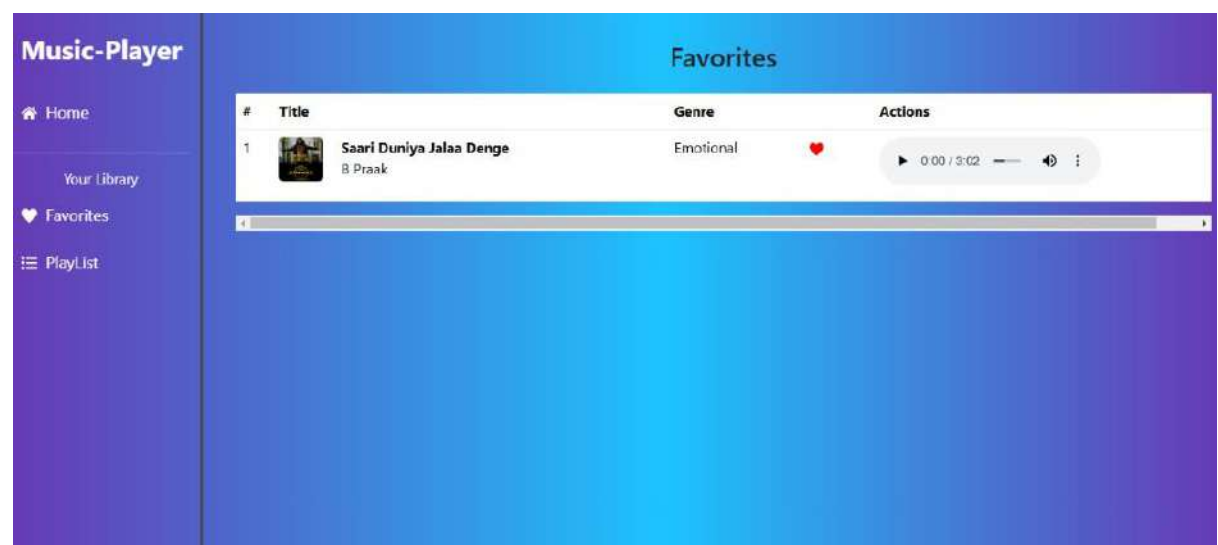 Music-Player
Home
Your Library
Favorites
PlayList
Favorites
# Title Genre Actions
1 Saari Duniya Jalaa Denge Emotional 0:00 / 3:02
B Praak